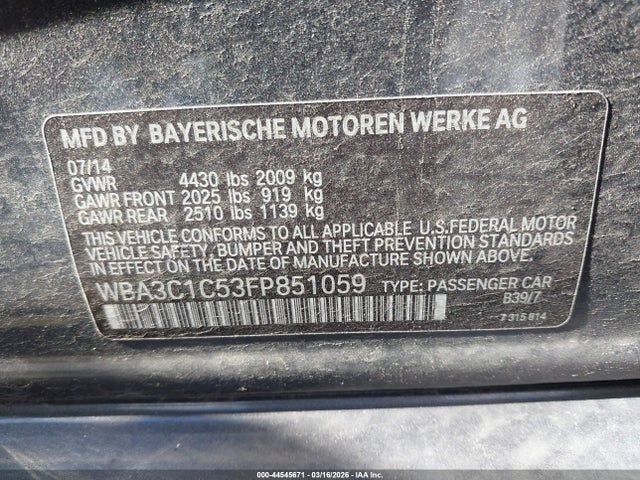 MFD BY BAYERISCHE MOTOREN WERKE AG
07/14
GVWR 4430 lbs 2009 kg
GAWR FRONT 2025 lbs 919 kg
GAWR REAR 2510 lbs 1139 kg
THIS VEHICLE CONFORMS TO ALL APPLICABLE U.S.FEDERAL MOTOR
VEHICLE SAFETY, BUMPER AND THEFT PREVENTION STANDARDS
IN EFFECT ON THE DATE OF MANUFACTURE SHOWN ABOVE.
WBA3C1C53FP851059 TYPE: PASSENGER CAR
B39/7
7 315 814
000-44545671 | 03/16/2026 | IAA Inc.